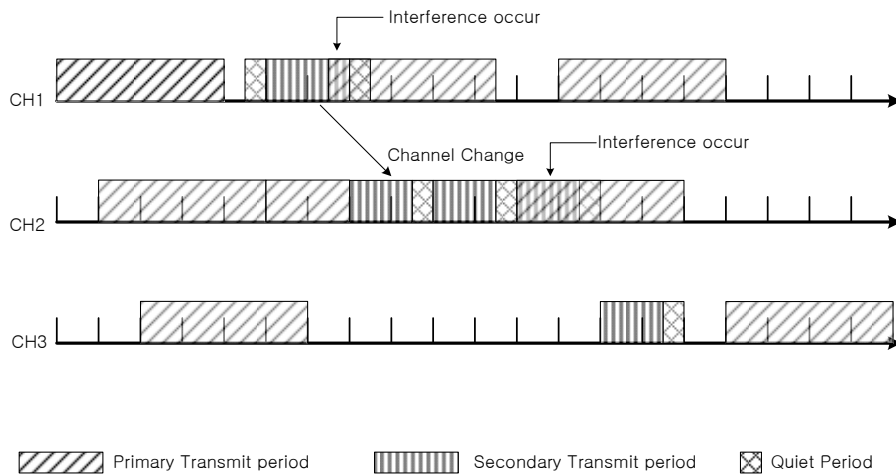 Interference occur
CH1
Channel Change
Interference occur
CH2
CH3
Primary Transmit period
Secondary Transmit period
Quiet Period